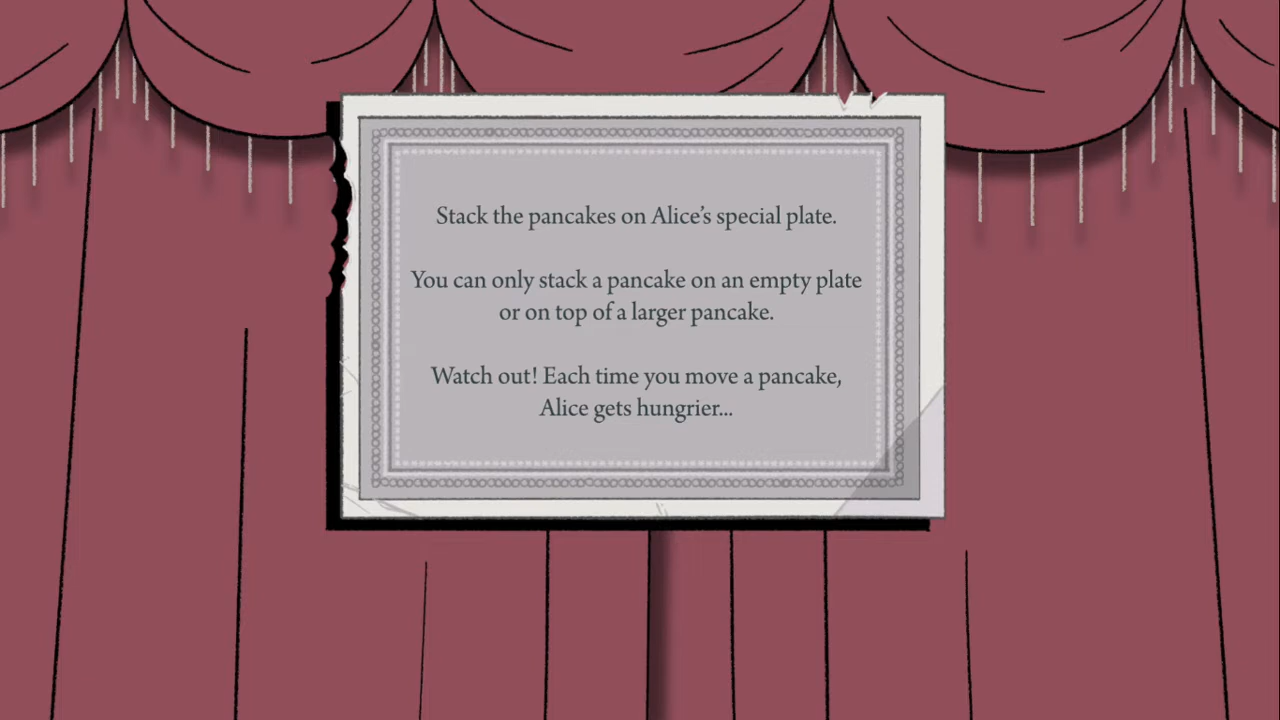 Stack the pancakes on Alice’s special plate.
You can only stack a pancake on an empty plate
or on top of a larger pancake.
Watch out! Each time you move a pancake,
Alice gets hungrier...